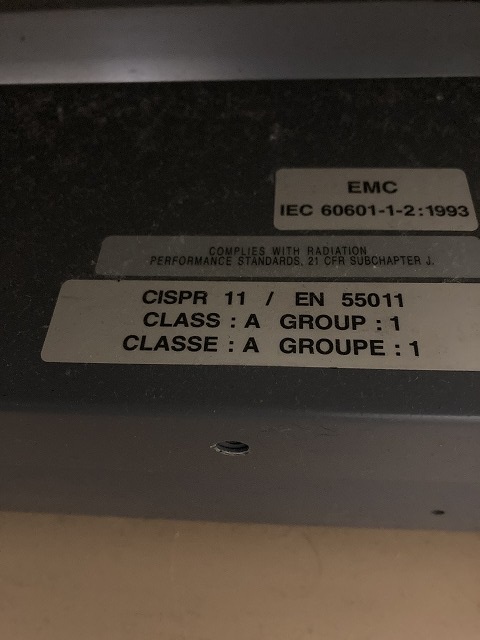 EMC
IEC 60601-1-2:1993
COMPLIES WITH RADIATION
PERFORMANCE STANDARDS, 21 CFR SUBCHAPTER J.
CISPR 11 / EN 55011
CLASS : A GROUP : 1
CLASSE : A GROUPE : 1